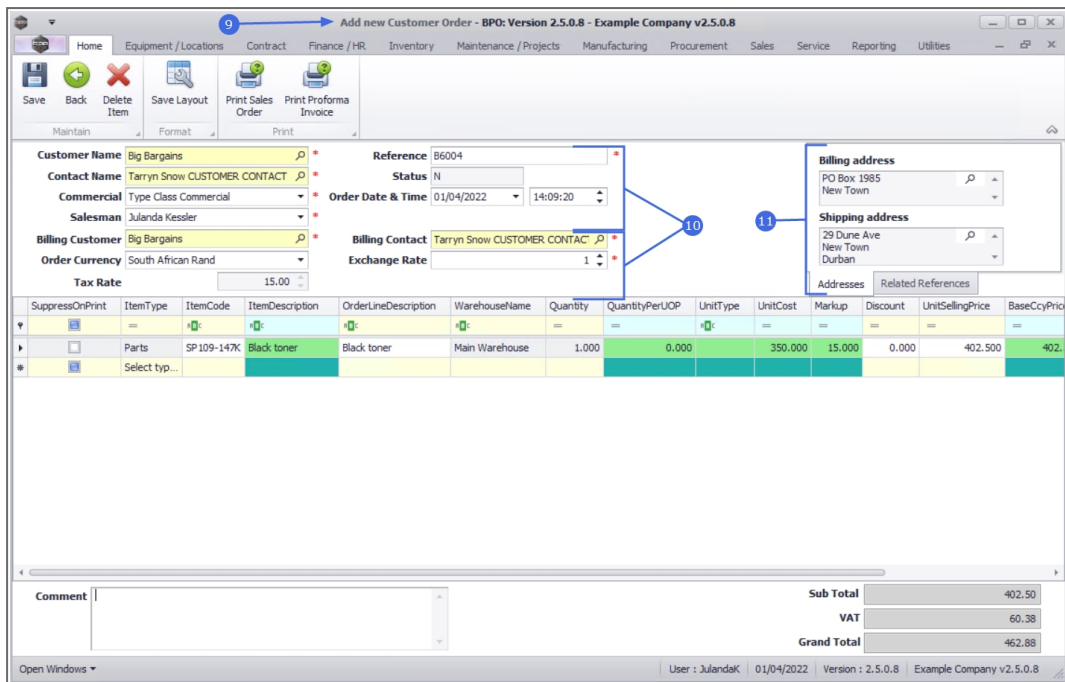 9
Add new Customer Order - BPO: Version 2.5.0.8 - Example Company v2.5.0.8
Home Equipment / Locations Contract Finance / HR Inventory Maintenance / Projects Manufacturing Procurement Sales Service Reporting Utilities
Save Back Delete Item Save Layout Print Sales Order Print Proforma Invoice
Maintain Format Print
Customer Name Big Bargains * Reference B6004 *
Contact Name Tarryn Snow CUSTOMER CONTACT * Status N
Commercial Type Class Commercial * Order Date & Time 01/04/2022 14:09:20
Salesman Julanda Kessler *
Billing Customer Big Bargains * Billing Contact Tarryn Snow CUSTOMER CONTAC *
Order Currency South African Rand Exchange Rate 1 *
Tax Rate 15.00
10
11
Billing address
PO Box 1985
New Town
Shipping address
29 Dune Ave
New Town
Durban
Addresses Related References
SuppressOnPrint ItemType ItemCode ItemDescription OrderLineDescription WarehouseName Quantity QuantityPerUOP UnitType UnitCost Markup Discount UnitSellingPrice BaseCcyPric
Parts SP109-147K Black toner Black toner Main Warehouse 1.000 0.000 350.000 15.000 0.000 402.500 402.
Select typ...
Comment
Sub Total 402.50
VAT 60.38
Grand Total 462.88
Open Windows User : JulandaK 01/04/2022 Version : 2.5.0.8 Example Company v2.5.0.8